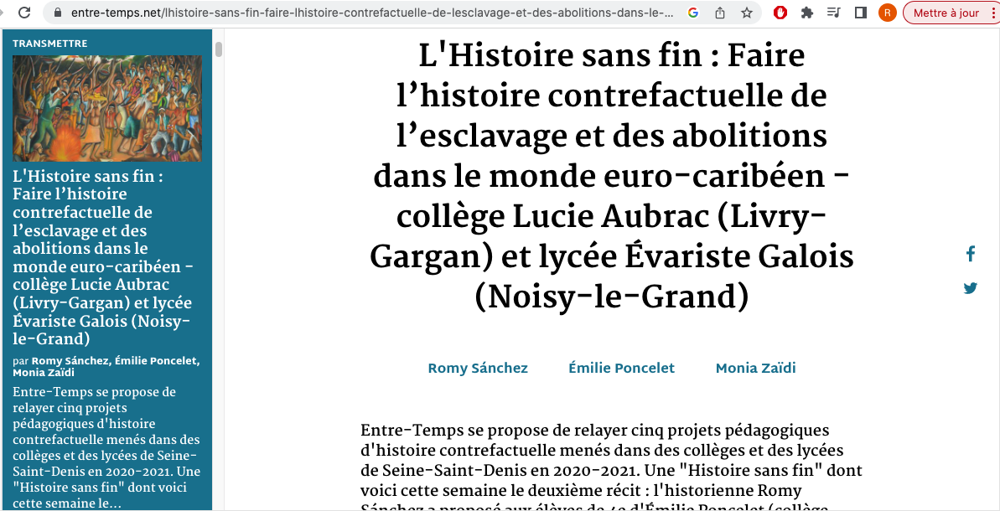 entre-temps.net/lhistoire-sans-fin-faire-lhistoire-contrefactuelle-de-lesclavage-et-des-abolitions-dans-le-...
R
Mettre à jour
TRANSMETTRE
L'Histoire sans fin :
Faire l’histoire
contrefactuelle de
l’esclavage et des
abolitions dans le
monde euro-caribéen -
collège Lucie Aubrac
(Livry-Gargan) et lycée
Évariste Galois (Noisy-
le-Grand)
par Romy Sánchez, Émilie Poncelet,
Monia Zaïdi
Entre-Temps se propose de
relayer cinq projets
pédagogiques d'histoire
contrefactuelle menés dans des
collèges et des lycées de Seine-
Saint-Denis en 2020-2021. Une
"Histoire sans fin" dont voici
cette semaine le...
L'Histoire sans fin : Faire
l’histoire contrefactuelle de
l’esclavage et des abolitions
dans le monde euro-caribéen -
collège Lucie Aubrac (Livry-
Gargan) et lycée Évariste Galois
(Noisy-le-Grand)
Romy Sánchez Émilie Poncelet Monia Zaïdi
Entre-Temps se propose de relayer cinq projets pédagogiques
d'histoire contrefactuelle menés dans des collèges et des lycées
de Seine-Saint-Denis en 2020-2021. Une "Histoire sans fin" dont
voici cette semaine le deuxième récit : l'historienne Romy
Sánchez a proposé aux élèves de 4e d'Émilie Poncelet (collège